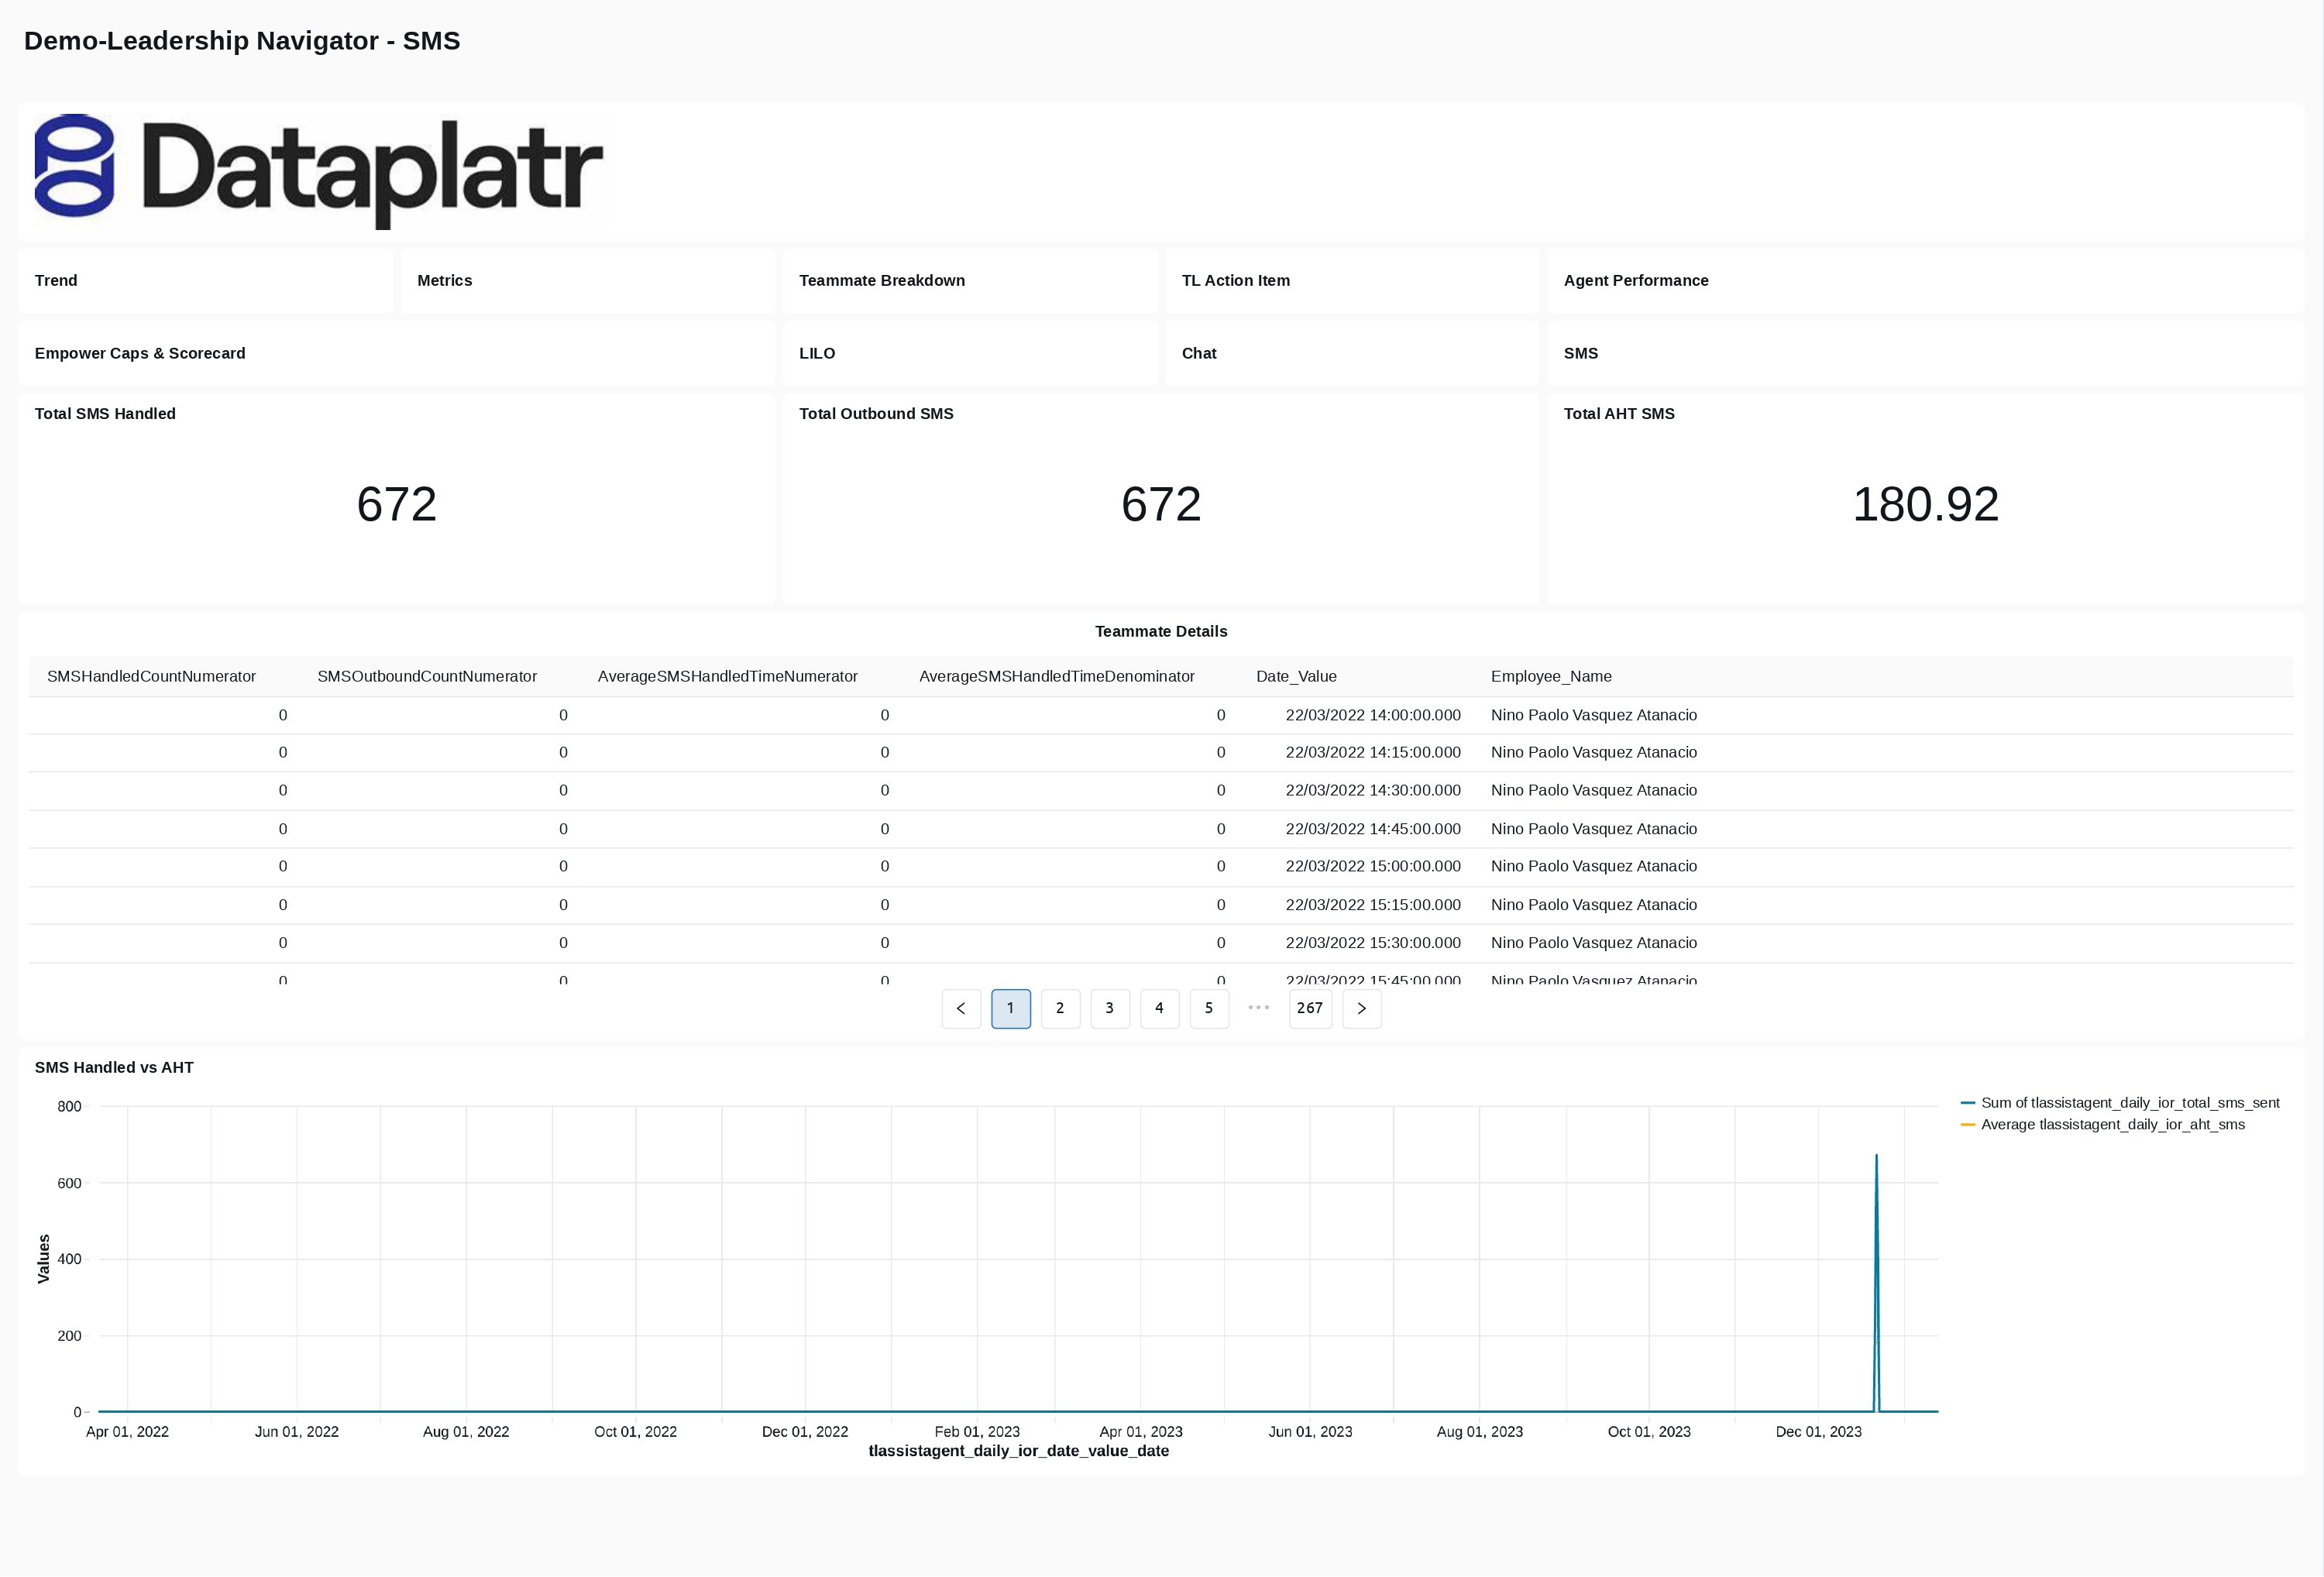 Demo-Leadership Navigator - SMS
Dataplatr
Trend
Metrics
Teammate Breakdown
TL Action Item
Agent Performance
Empower Caps & Scorecard
LILO
Chat
SMS
Total SMS Handled
672
Total Outbound SMS
672
Total AHT SMS
180.92
Teammate Details
SMSHandledCountNumerator SMSOutboundCountNumerator AverageSMSHandledTimeNumerator AverageSMSHandledTimeDenominator Date_Value Employee_Name
0 0 0 0 22/03/2022 14:00:00.000 Nino Paolo Vasquez Atanacio
0 0 0 0 22/03/2022 14:15:00.000 Nino Paolo Vasquez Atanacio
0 0 0 0 22/03/2022 14:30:00.000 Nino Paolo Vasquez Atanacio
0 0 0 0 22/03/2022 14:45:00.000 Nino Paolo Vasquez Atanacio
0 0 0 0 22/03/2022 15:00:00.000 Nino Paolo Vasquez Atanacio
0 0 0 0 22/03/2022 15:15:00.000 Nino Paolo Vasquez Atanacio
0 0 0 0 22/03/2022 15:30:00.000 Nino Paolo Vasquez Atanacio
0 0 0 0 22/03/2022 15:45:00.000 Nino Paolo Vasquez Atanacio
< 1 2 3 4 5 ••• 267 >
SMS Handled vs AHT
800
600
400
200
0
Values
Apr 01, 2022 Jun 01, 2022 Aug 01, 2022 Oct 01, 2022 Dec 01, 2022 Feb 01, 2023 Apr 01, 2023 Jun 01, 2023 Aug 01, 2023 Oct 01, 2023 Dec 01, 2023
tlassistagent_daily_ior_date_value_date
Sum of tlassistagent_daily_ior_total_sms_sent
Average tlassistagent_daily_ior_aht_sms